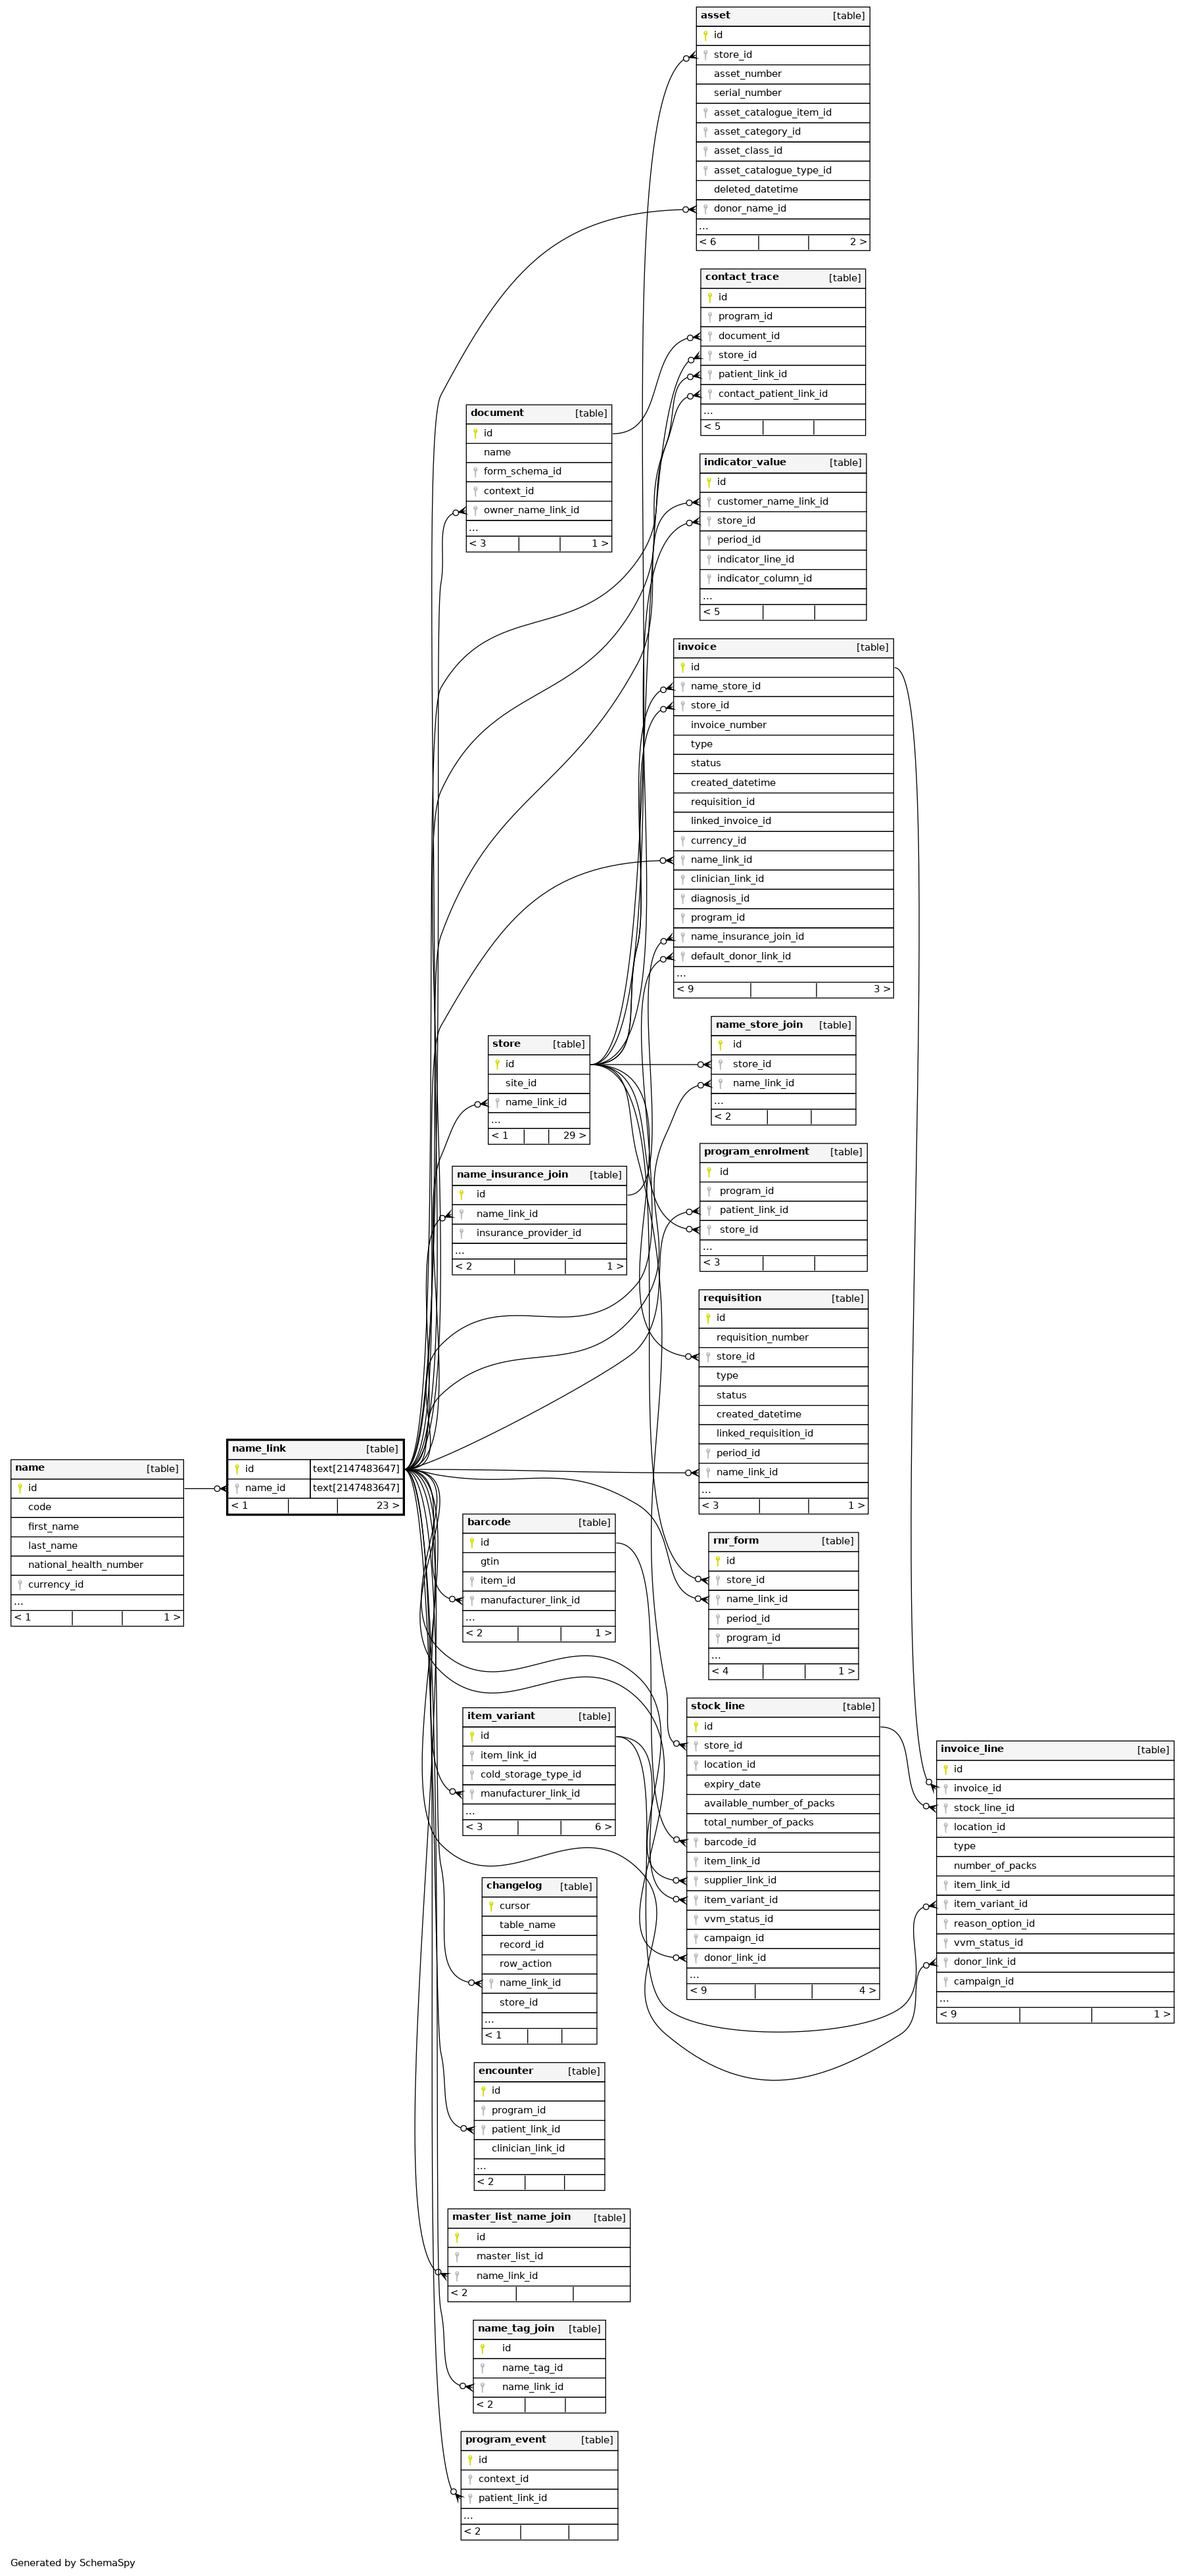 asset [table]
id
store_id
asset_number
serial_number
asset_catalogue_item_id
asset_category_id
asset_class_id
asset_catalogue_type_id
deleted_datetime
donor_name_id
...
< 6 2 >
contact_trace [table]
id
program_id
document_id
store_id
patient_link_id
contact_patient_link_id
...
< 5
document [table]
id
name
form_schema_id
context_id
owner_name_link_id
...
< 3 1 >
indicator_value [table]
id
customer_name_link_id
store_id
period_id
indicator_line_id
indicator_column_id
...
< 5
invoice [table]
id
name_store_id
store_id
invoice_number
type
status
created_datetime
requisition_id
linked_invoice_id
currency_id
name_link_id
clinician_link_id
diagnosis_id
program_id
name_insurance_join_id
default_donor_link_id
...
< 9 3 >
name_store_join [table]
id
store_id
name_link_id
...
< 2
store [table]
id
site_id
name_link_id
...
< 1 29 >
name_insurance_join [table]
id
name_link_id
insurance_provider_id
...
< 2 1 >
program_enrolment [table]
id
program_id
patient_link_id
store_id
...
< 3
requisition [table]
id
requisition_number
store_id
type
status
created_datetime
linked_requisition_id
period_id
name_link_id
...
< 3 1 >
name_link [table]
id text[2147483647]
name_id text[2147483647]
< 1 23 >
name [table]
id
code
first_name
last_name
national_health_number
currency_id
...
< 1 1 >
barcode [table]
id
gtin
item_id
manufacturer_link_id
...
< 2 1 >
rnr_form [table]
id
store_id
name_link_id
period_id
program_id
...
< 4 1 >
item_variant [table]
id
item_link_id
cold_storage_type_id
manufacturer_link_id
...
< 3 6 >
stock_line [table]
id
store_id
location_id
expiry_date
available_number_of_packs
total_number_of_packs
barcode_id
item_link_id
supplier_link_id
item_variant_id
vvm_status_id
campaign_id
donor_link_id
...
< 9 4 >
invoice_line [table]
id
invoice_id
stock_line_id
location_id
type
number_of_packs
item_link_id
item_variant_id
reason_option_id
vvm_status_id
donor_link_id
campaign_id
...
< 9 1 >
changelog [table]
cursor
table_name
record_id
row_action
name_link_id
store_id
...
< 1
encounter [table]
id
program_id
patient_link_id
clinician_link_id
...
< 2
master_list_name_join [table]
id
master_list_id
name_link_id
< 2
name_tag_join [table]
id
name_tag_id
name_link_id
< 2
program_event [table]
id
context_id
patient_link_id
...
< 2
Generated by SchemaSpy